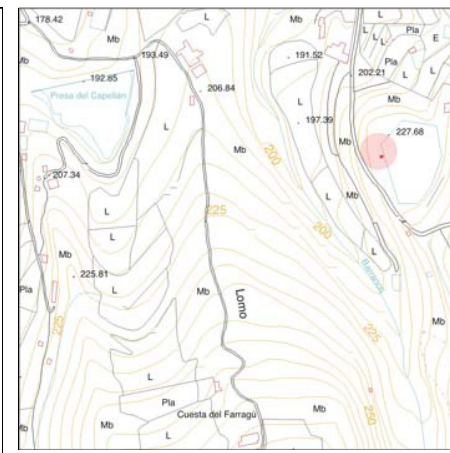 178.42
L
Mb
L
Pla
L
L
L
E
Mb
193.49
191.52
202.21
Pla
L
L
192.85
206.84
L
Mb
Presa del Capellán
197.39
227.68
L
Mb
Mb
200
207.34
L
Mb
L
225
200
Mb
L
L
Barranco
225.81
L
Mb
Lomo
Pla
225
225
Mb
L
Pla
250
Mb
Cuesta del Farragú
Mb
Mb
L